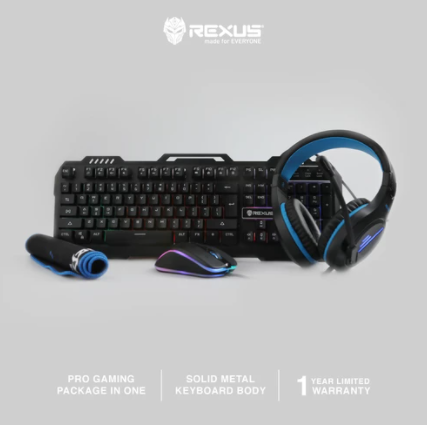 REXUS
made for EVERYONE
REXUS
PRO GAMING
PACKAGE IN ONE
SOLID METAL
KEYBOARD BODY
1 YEAR LIMITED
WARRANTY